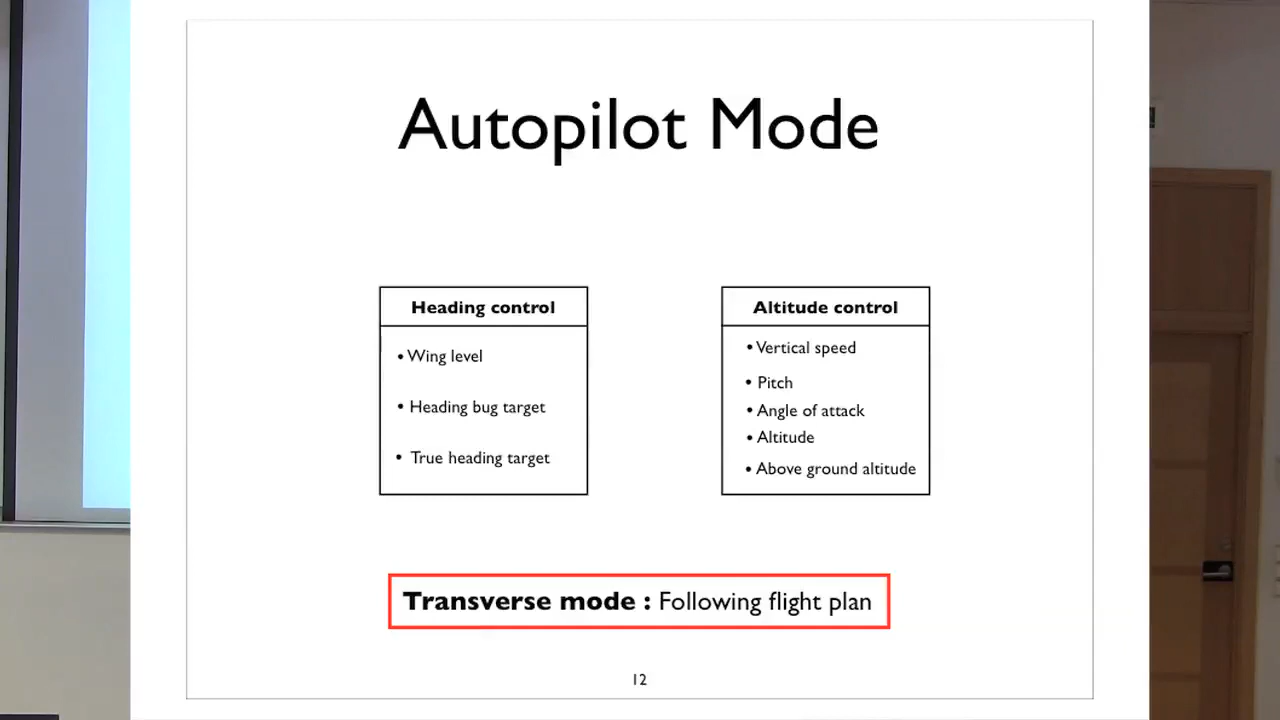 Autopilot Mode
Heading control
• Wing level
• Heading bug target
• True heading target
Altitude control
• Vertical speed
• Pitch
• Angle of attack
• Altitude
• Above ground altitude
Transverse mode : Following flight plan
12